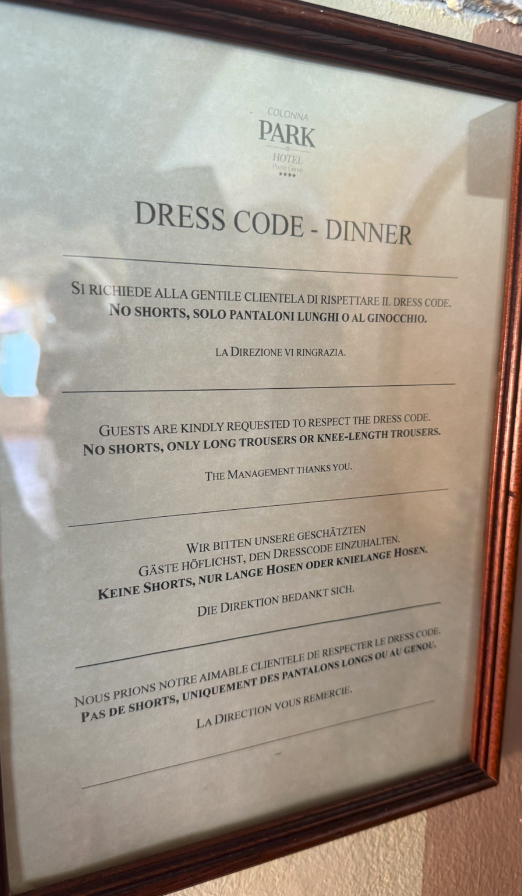 COLONNA
PARK
HOTEL
Porto Cervo
★★★★
DRESS CODE - DINNER
SI RICHIEDE ALLA GENTILE CLIENTELA DI RISPETTARE IL DRESS CODE.
NO SHORTS, SOLO PANTALONI LUNGHI O AL GINOCCHIO.
LA DIREZIONE VI RINGRAZIA.
GUESTS ARE KINDLY REQUESTED TO RESPECT THE DRESS CODE.
NO SHORTS, ONLY LONG TROUSERS OR KNEE-LENGTH TROUSERS.
THE MANAGEMENT THANKS YOU.
WIR BITTEN UNSERE GESCHÄTZTEN
GÄSTE HÖFLICHST, DEN DRESSCODE EINZUHALTEN.
KEINE SHORTS, NUR LANGE HOSEN ODER KNIELANGE HOSEN.
DIE DIREKTION BEDANKT SICH.
NOUS PRIONS NOTRE AIMABLE CLIENTELE DE RESPECTER LE DRESS CODE.
PAS DE SHORTS, UNIQUEMENT DES PANTALONS LONGS OU AU GENOU.
LA DIRECTION VOUS REMERCIE.